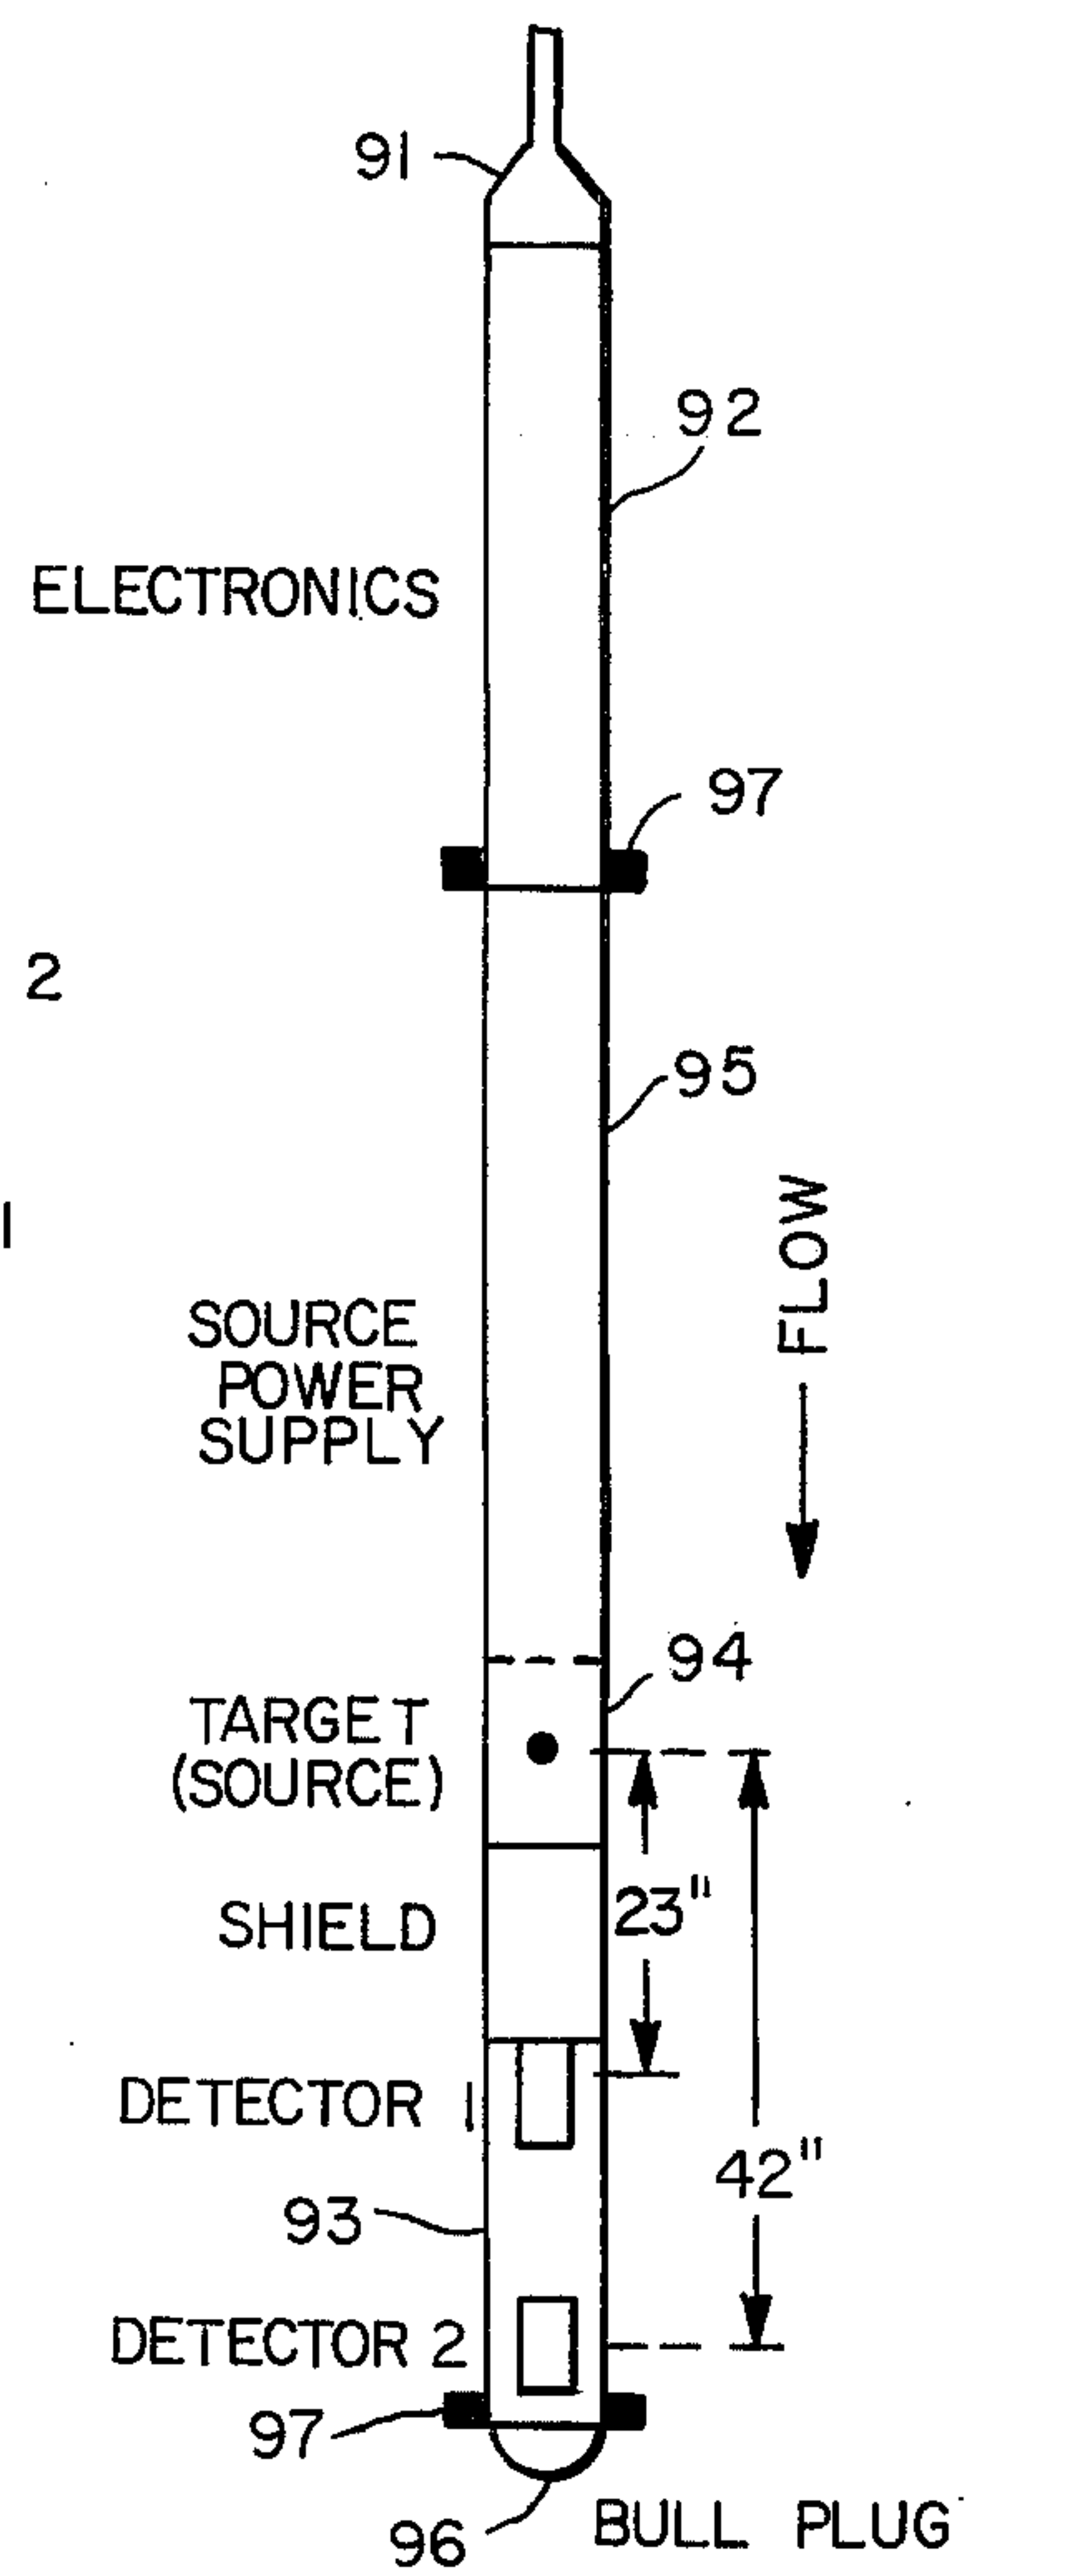 91
92
ELECTRONICS
97
2
95
1
FLOW
SOURCE
POWER
SUPPLY
94
TARGET
(SOURCE)
23"
SHIELD
DETECTOR 1
42"
93
DETECTOR 2
97
96
BULL PLUG